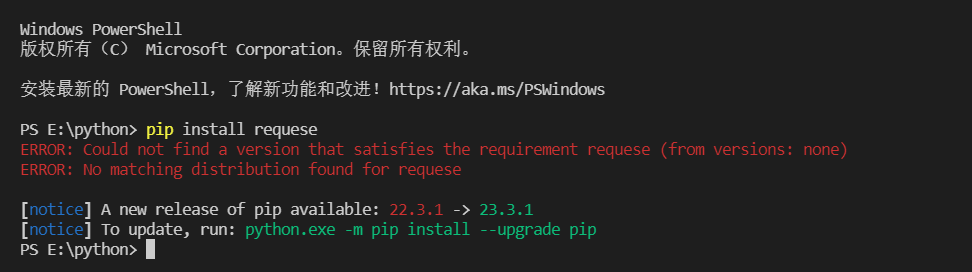 Windows PowerShell
版权所有（C） Microsoft Corporation。保留所有权利。
安装最新的 PowerShell，了解新功能和改进！https://aka.ms/PSWindows
PS E:\python> pip install requese
ERROR: Could not find a version that satisfies the requirement requese (from versions: none)
ERROR: No matching distribution found for requese
[notice] A new release of pip available: 22.3.1 -> 23.3.1
[notice] To update, run: python.exe -m pip install --upgrade pip
PS E:\python>